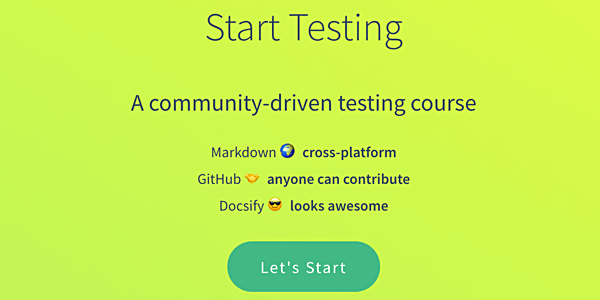 Start Testing
A community-driven testing course
Markdown 🌍 cross-platform
GitHub 🤝 anyone can contribute
Docsify 😎 looks awesome
Let's Start